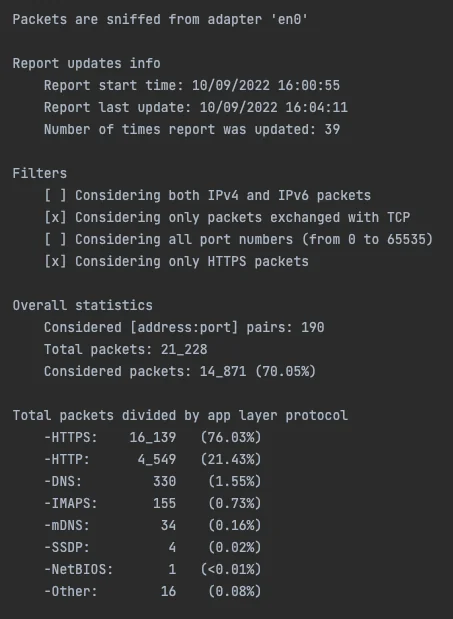 Packets are sniffed from adapter 'en0'
Report updates info
Report start time: 10/09/2022 16:00:55
Report last update: 10/09/2022 16:04:11
Number of times report was updated: 39
Filters
[ ] Considering both IPv4 and IPv6 packets
[x] Considering only packets exchanged with TCP
[ ] Considering all port numbers (from 0 to 65535)
[x] Considering only HTTPS packets
Overall statistics
Considered [address:port] pairs: 190
Total packets: 21_228
Considered packets: 14_871 (70.05%)
Total packets divided by app layer protocol
-HTTPS: 16_139 (76.03%)
-HTTP: 4_549 (21.43%)
-DNS: 330 (1.55%)
-IMAPS: 155 (0.73%)
-mDNS: 34 (0.16%)
-SSDP: 4 (0.02%)
-NetBIOS: 1 (<0.01%)
-Other: 16 (0.08%)